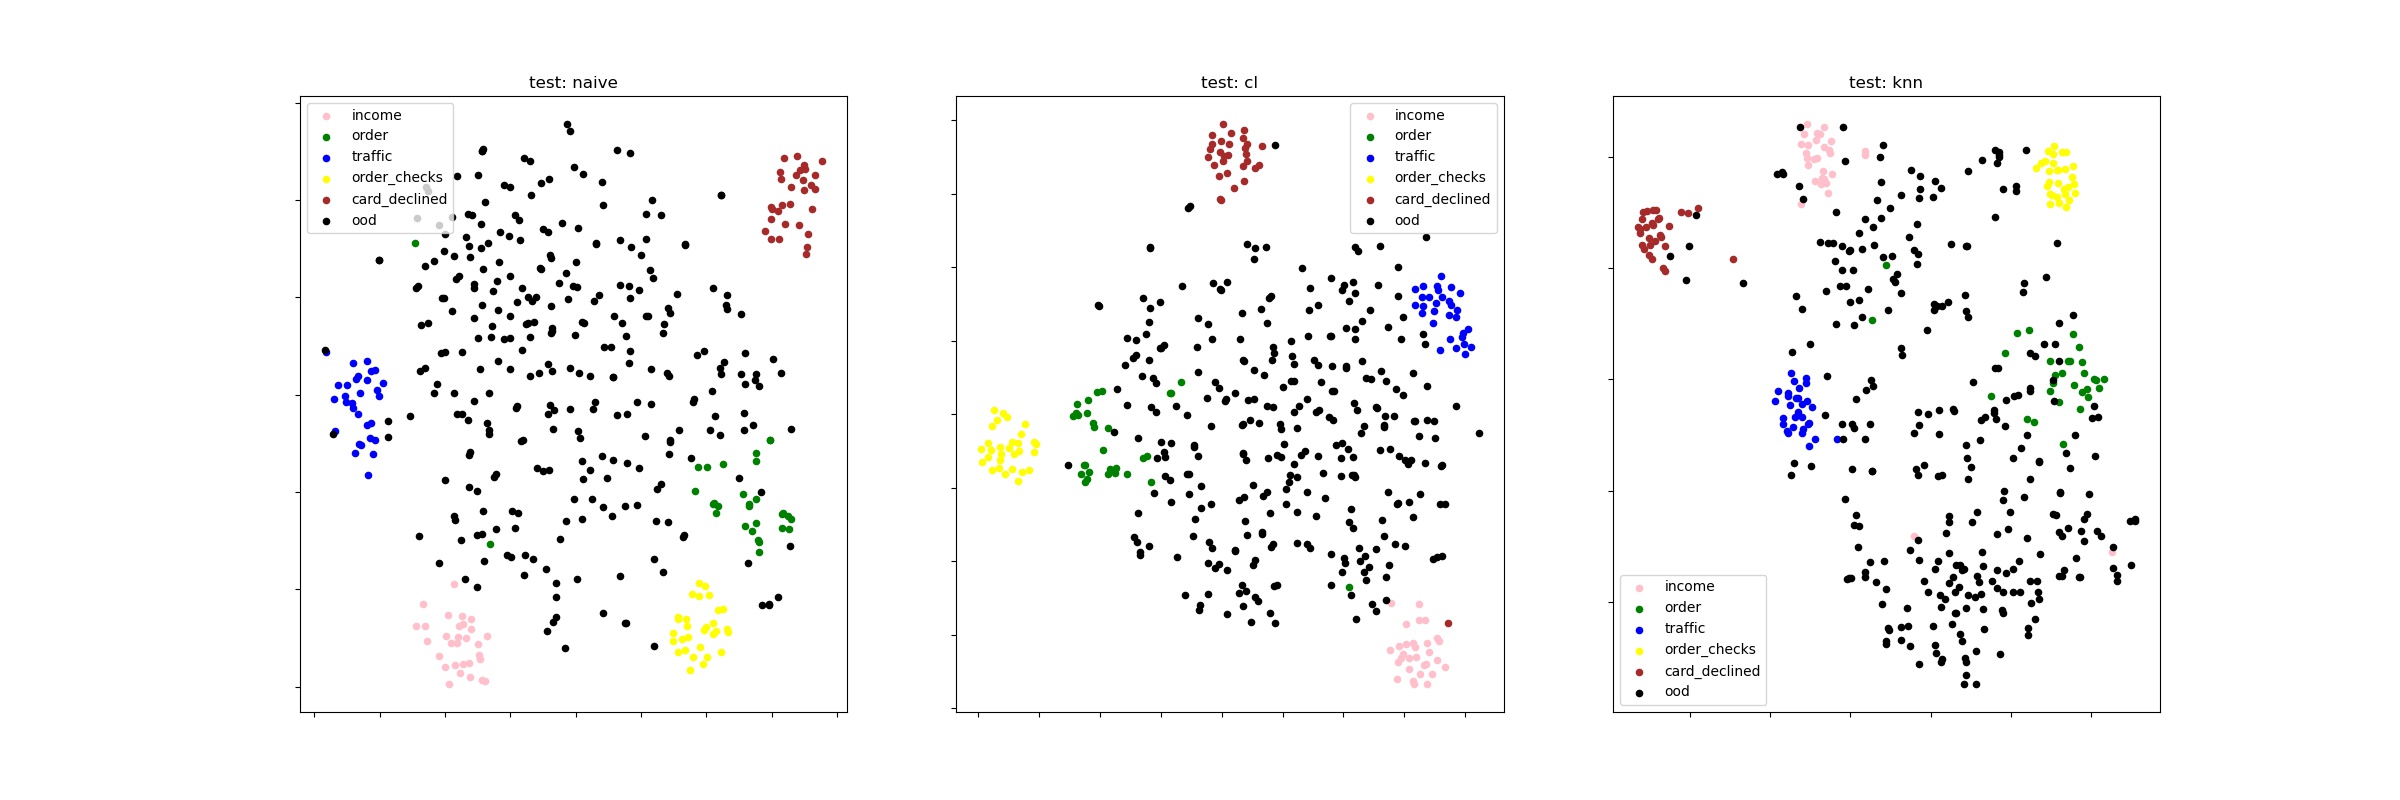 test: naive
income
order
traffic
order_checks
card_declined
ood
test: cl
income
order
traffic
order_checks
card_declined
ood
test: knn
income
order
traffic
order_checks
card_declined
ood